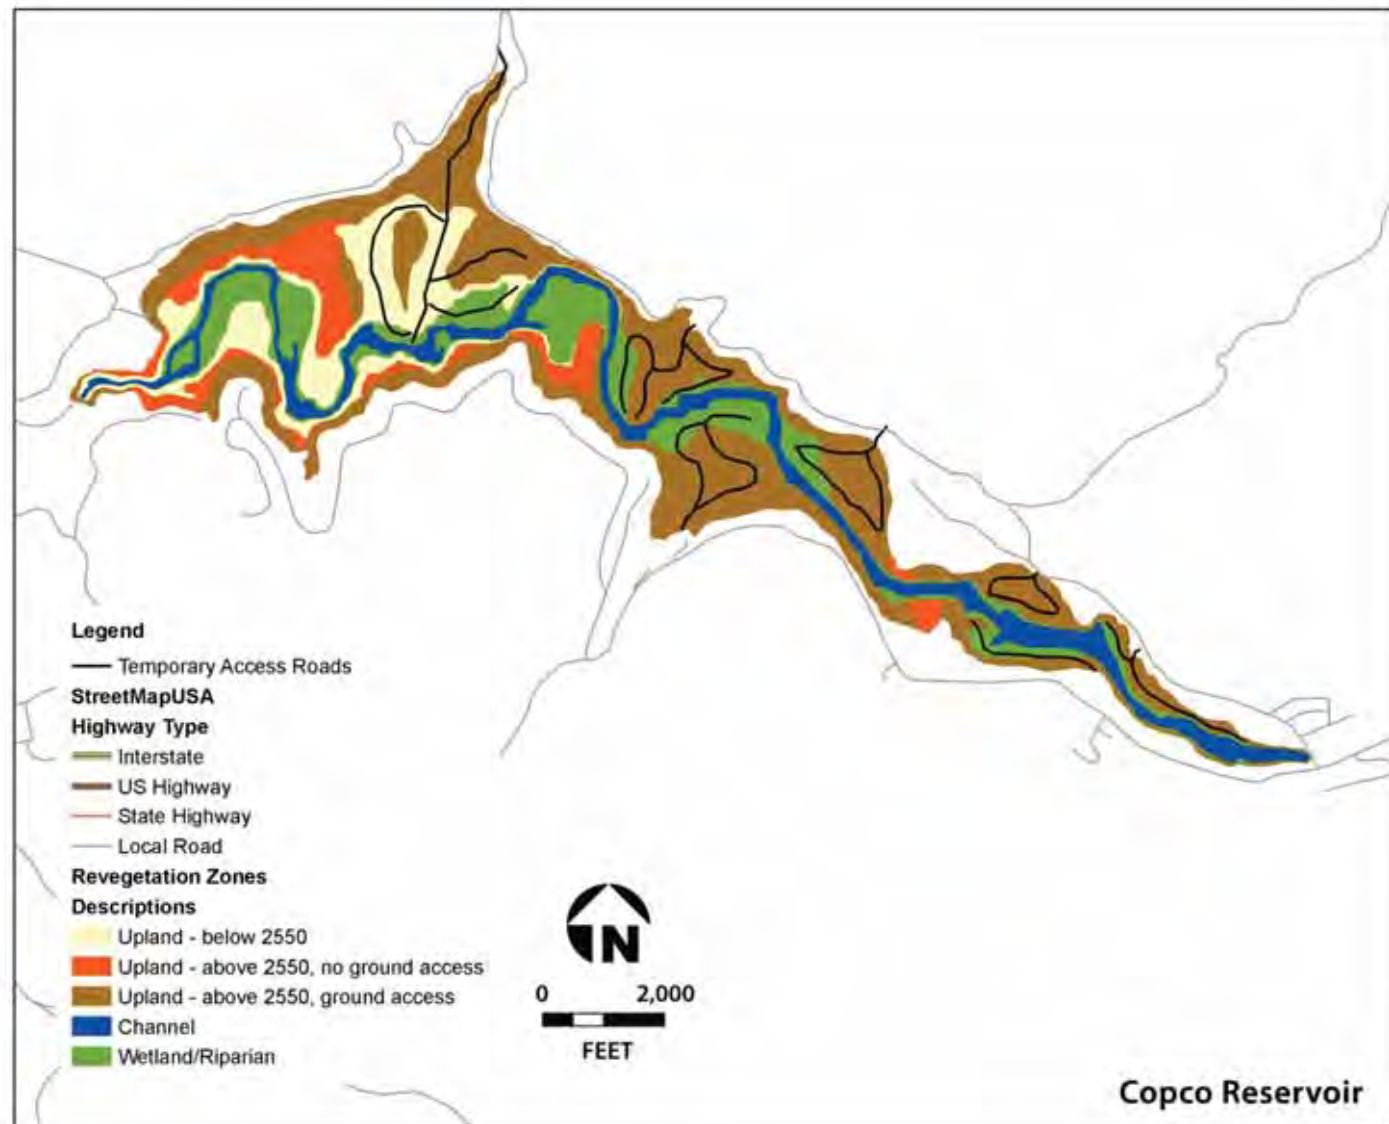 Legend
Temporary Access Roads
StreetMapUSA
Highway Type
Interstate
US Highway
State Highway
Local Road
Revegetation Zones
Descriptions
Upland - below 2550
Upland - above 2550, no ground access
Upland - above 2550, ground access
Channel
Wetland/Riparian
N
0 2,000
FEET
Copco Reservoir